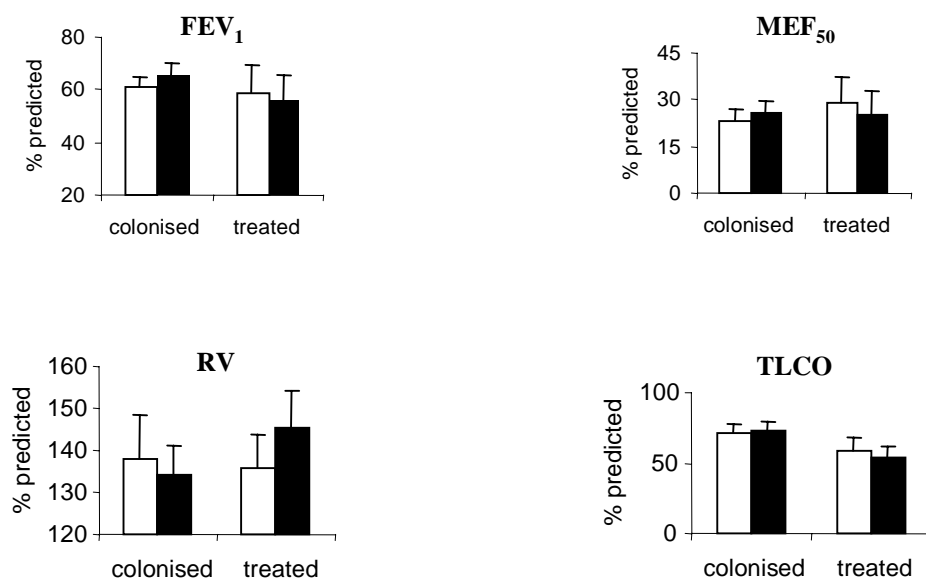 FEV1
80
60
40
20
% predicted
colonised treated
MEF50
45
30
15
0
% predicted
colonised treated
RV
160
150
140
130
120
% predicted
colonised treated
TLCO
100
50
0
% predicted
colonised treated